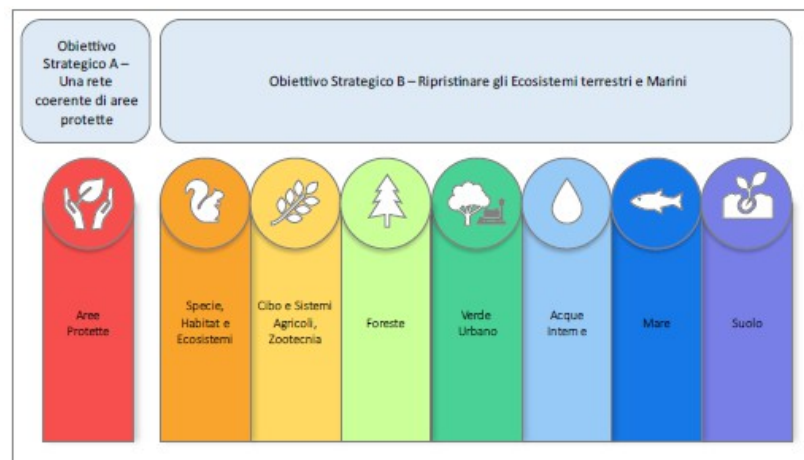 Obiettivo
Strategico A –
Una rete
coerente di aree
protette
Obiettivo Strategico B – Ripristinare gli Ecosistemi terrestri e Marini
Aree
Protette
Specie,
Habitat e
Ecosistemi
Cibo e Sistemi
Agricoli,
Zootecnia
Foreste
Verde
Urbano
Acque
Interne
Mare
Suolo